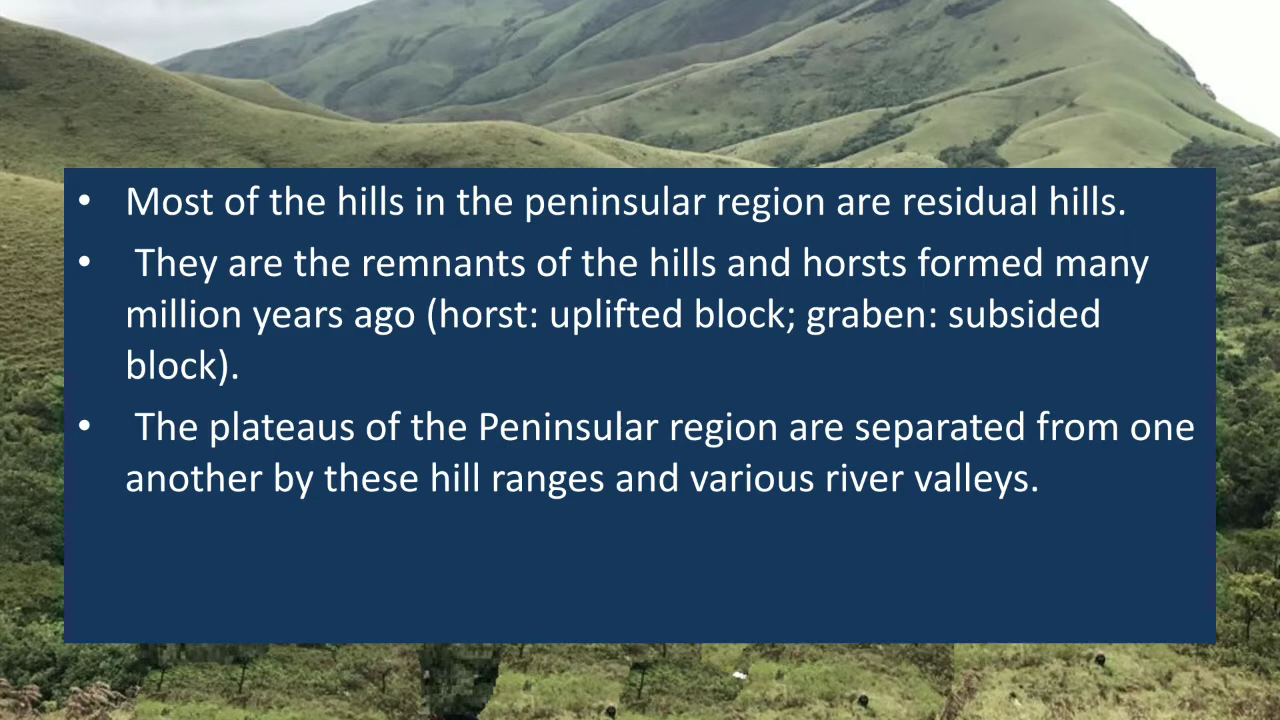 • Most of the hills in the peninsular region are residual hills.
• They are the remnants of the hills and horsts formed many
million years ago (horst: uplifted block; graben: subsided
block).
• The plateaus of the Peninsular region are separated from one
another by these hill ranges and various river valleys.